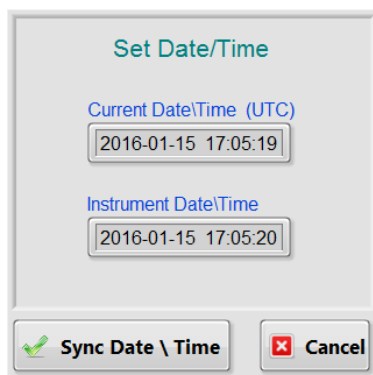 Set Date/Time
Current Date\Time (UTC)
2016-01-15 17:05:19
Instrument Date\Time
2016-01-15 17:05:20
Sync Date \ Time
Cancel